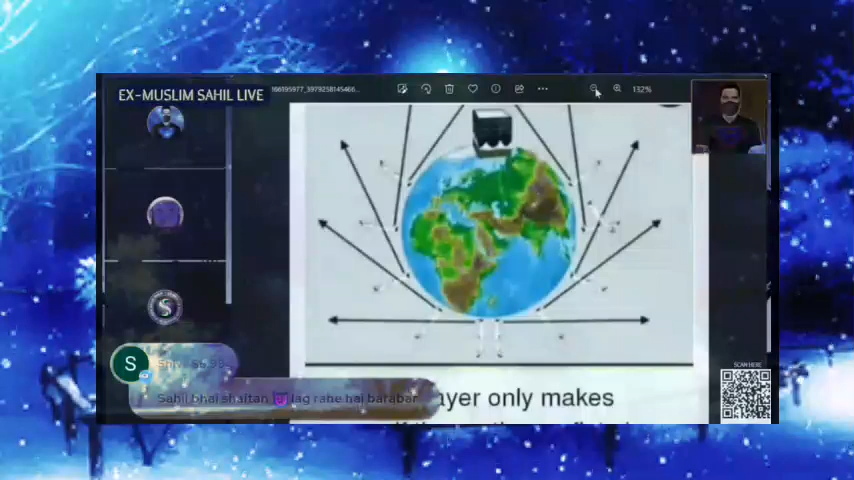 EX-MUSLIM SAHIL LIVE
132%
SCAN HERE
S
Sahil bhai shaitan 😈 lag rahe hai barabar
ayer only makes